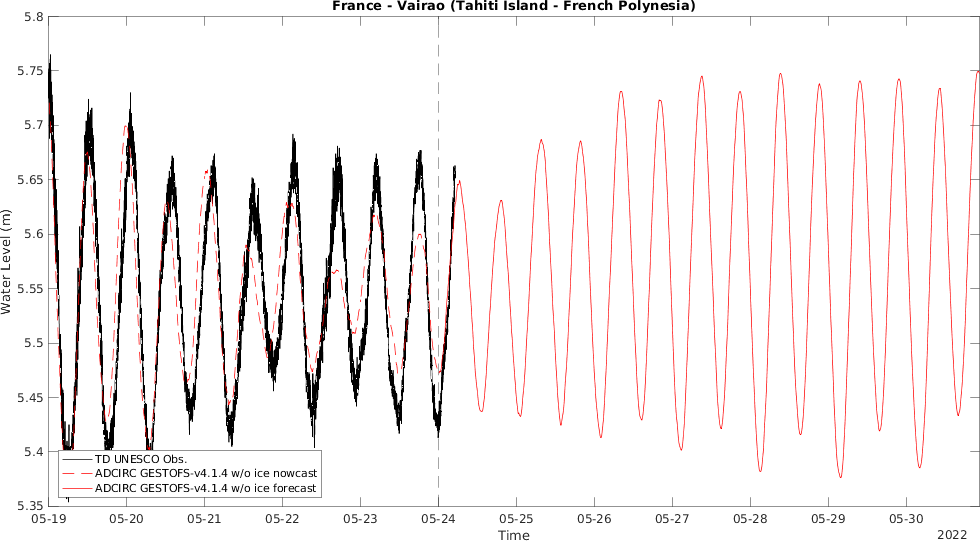 France - Vairao (Tahiti Island - French Polynesia)
5.8
5.75
5.7
5.65
5.6
5.55
5.5
5.45
5.4
5.35
Water Level (m)
TD UNESCO Obs.
ADCIRC GESTOFS-v4.1.4 w/o ice nowcast
ADCIRC GESTOFS-v4.1.4 w/o ice forecast
05-19 05-20 05-21 05-22 05-23 05-24 05-25 05-26 05-27 05-28 05-29 05-30
Time
2022